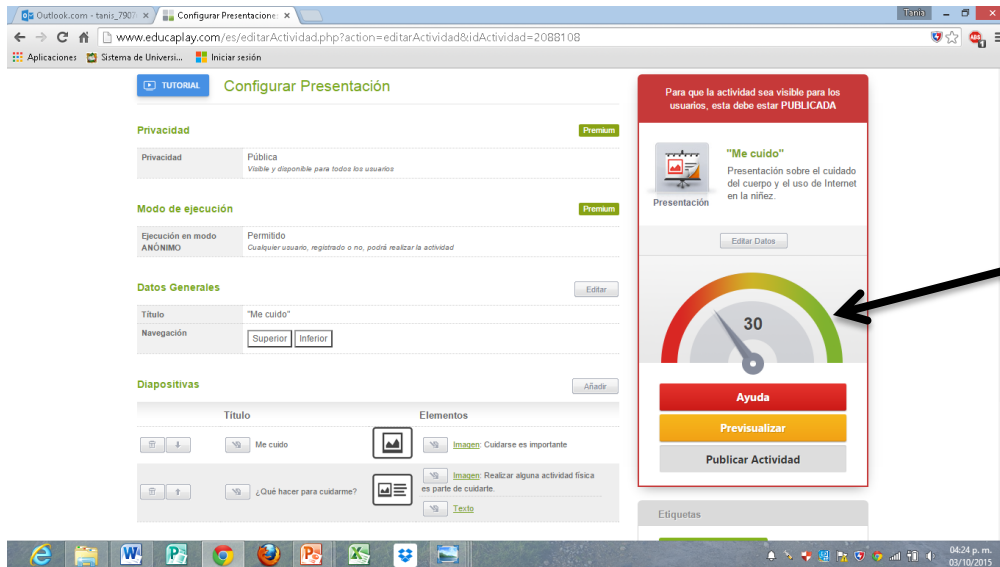 Outlook.com - tanis_7907
Configurar Presentacione:
Tania
www.educaplay.com/es/editarActividad.php?action=editarActividad&idActividad=2088108
Aplicaciones
Sistema de Universi...
Iniciar sesión
TUTORIAL
Configurar Presentación
Privacidad
Premium
Privacidad
Pública
Visible y disponible para todos los usuarios
Modo de ejecución
Premium
Ejecución en modo
ANÓNIMO
Permitido
Cualquier usuario, registrado o no, podrá realizar la actividad
Datos Generales
Editar
Título
"Me cuido"
Navegación
Superior
Inferior
Diapositivas
Añadir
Título
Elementos
Me cuido
Imagen: Cuidarse es importante
¿Qué hacer para cuidarme?
Imagen: Realizar alguna actividad física
es parte de cuidarte.
Texto
Para que la actividad sea visible para los
usuarios, esta debe estar PUBLICADA
Presentación
"Me cuido"
Presentación sobre el cuidado
del cuerpo y el uso de Internet
en la niñez.
Editar Datos
30
Ayuda
Previsualizar
Publicar Actividad
Etiquetas
04:24 p. m.
03/10/2015